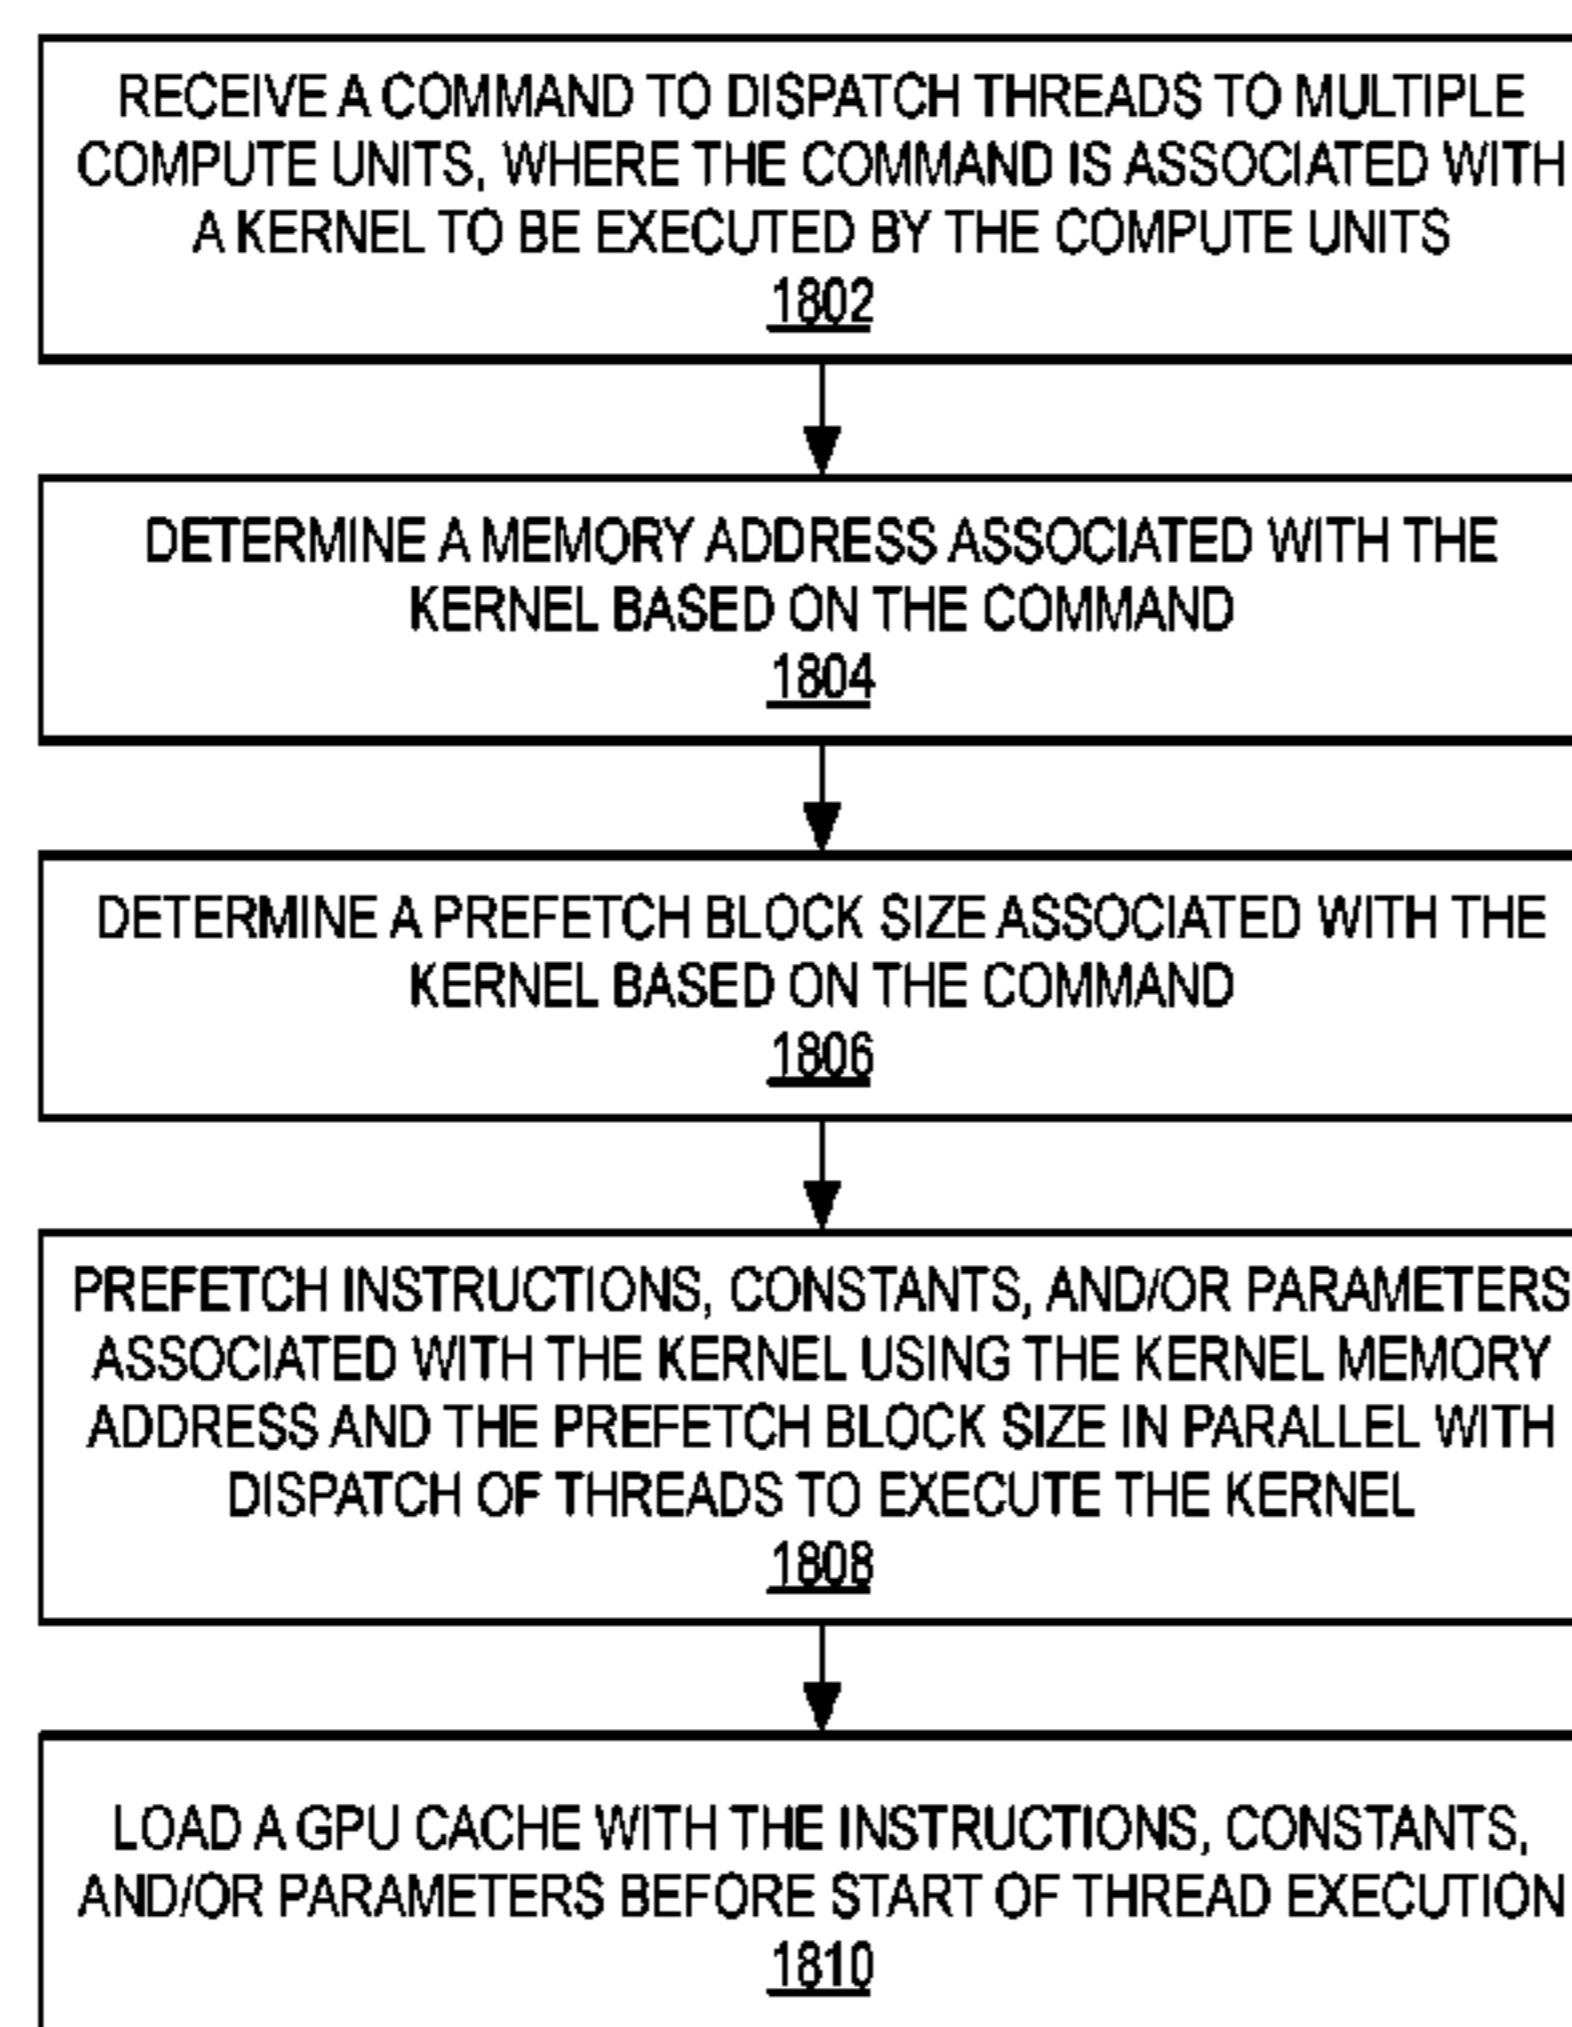 RECEIVE A COMMAND TO DISPATCH THREADS TO MULTIPLE
COMPUTE UNITS, WHERE THE COMMAND IS ASSOCIATED WITH
A KERNEL TO BE EXECUTED BY THE COMPUTE UNITS
1802
DETERMINE A MEMORY ADDRESS ASSOCIATED WITH THE
KERNEL BASED ON THE COMMAND
1804
DETERMINE A PREFETCH BLOCK SIZE ASSOCIATED WITH THE
KERNEL BASED ON THE COMMAND
1806
PREFETCH INSTRUCTIONS, CONSTANTS, AND/OR PARAMETERS
ASSOCIATED WITH THE KERNEL USING THE KERNEL MEMORY
ADDRESS AND THE PREFETCH BLOCK SIZE IN PARALLEL WITH
DISPATCH OF THREADS TO EXECUTE THE KERNEL
1808
LOAD A GPU CACHE WITH THE INSTRUCTIONS, CONSTANTS,
AND/OR PARAMETERS BEFORE START OF THREAD EXECUTION
1810